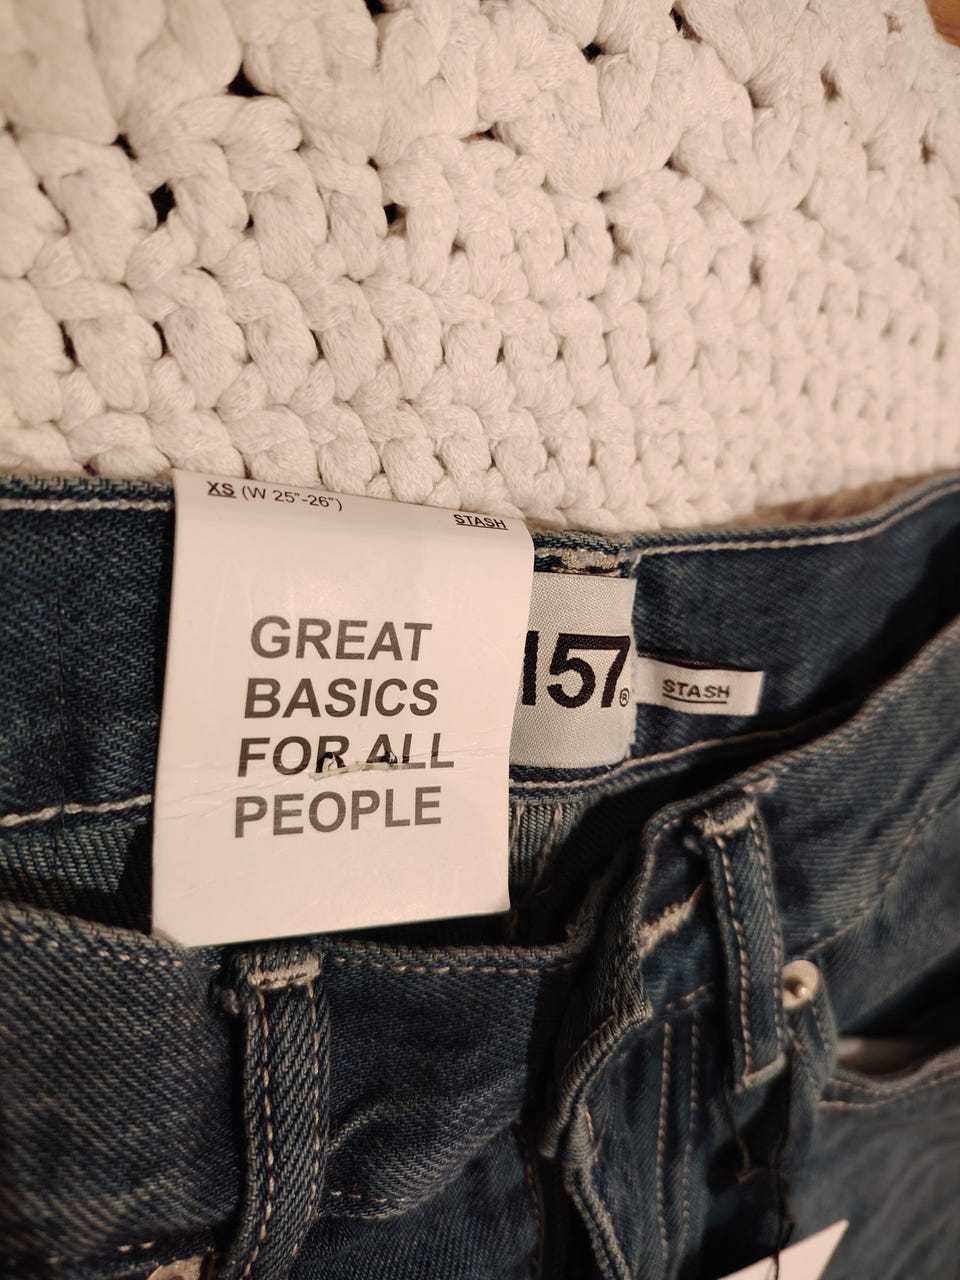 XS (W 25"-26")
STASH
GREAT
BASICS
FOR ALL
PEOPLE
157®
STASH